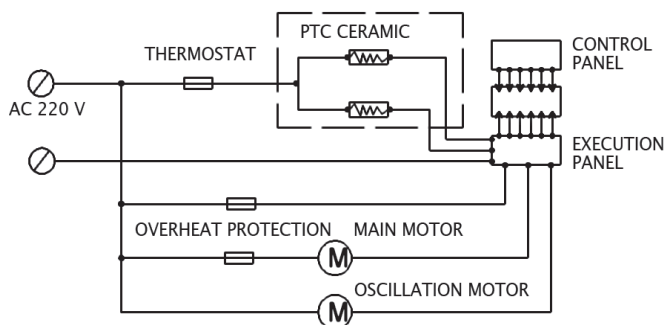 PTC CERAMIC
THERMOSTAT
CONTROL
PANEL
AC 220 V
EXECUTION
PANEL
OVERHEAT PROTECTION
MAIN MOTOR
M
OSCILLATION MOTOR
M